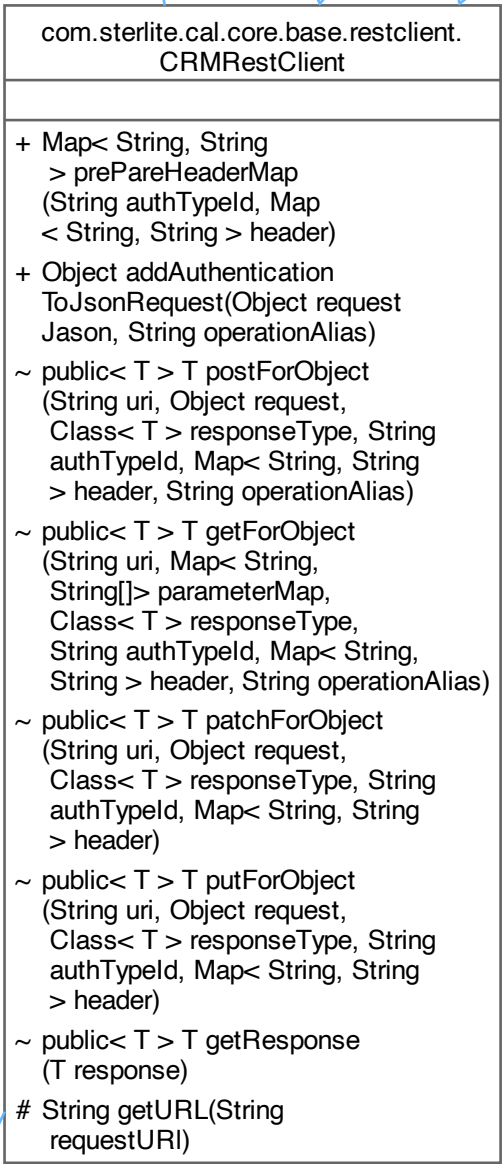 com.sterlite.cal.core.base.restclient.
CRMRestClient
+ Map< String, String
> prePareHeaderMap
(String authTypeId, Map
< String, String > header)
+ Object addAuthentication
ToJsonRequest(Object request
Jason, String operationAlias)
~ public< T > T postForObject
(String uri, Object request,
Class< T > responseType, String
authTypeId, Map< String, String
> header, String operationAlias)
~ public< T > T getForObject
(String uri, Map< String,
String[]> parameterMap,
Class< T > responseType,
String authTypeId, Map< String,
String > header, String operationAlias)
~ public< T > T patchForObject
(String uri, Object request,
Class< T > responseType, String
authTypeId, Map< String, String
> header)
~ public< T > T putForObject
(String uri, Object request,
Class< T > responseType, String
authTypeId, Map< String, String
> header)
~ public< T > T getResponse
(T response)
# String getURL(String
requestURI)